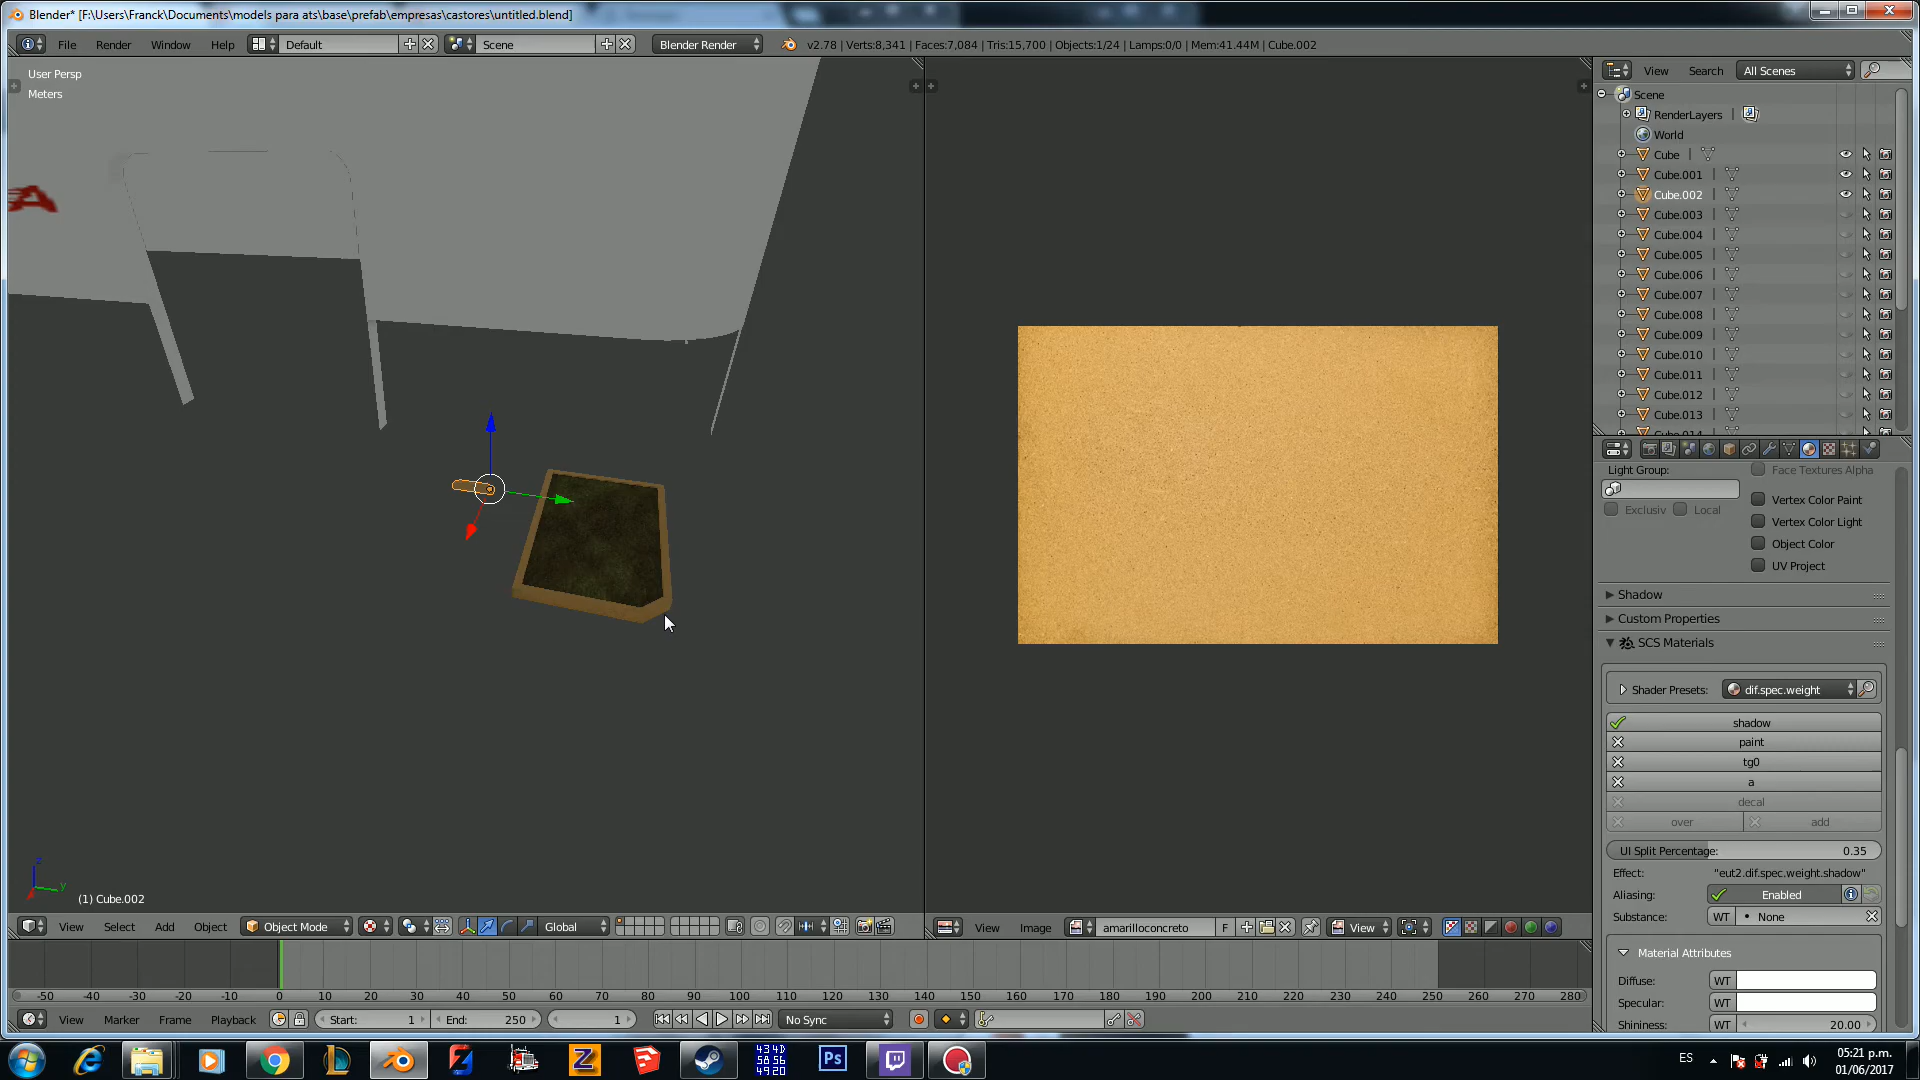 Blender* [F:\Users\Franck\Documents\models para ats\base\prefab\empresas\castores\untitled.blend]
File Render Window Help Default Scene Blender Render v2.78 | Verts:8,341 | Faces:7,084 | Tris:15,700 | Objects:1/24 | Lamps:0/0 | Mem:41.44M | Cube.002
User Persp
Meters
A
(1) Cube.002
View Select Add Object Object Mode Global
View Image amarilloconcreto F View
View Search All Scenes
Scene
RenderLayers
World
Cube
Cube.001
Cube.002
Cube.003
Cube.004
Cube.005
Cube.006
Cube.007
Cube.008
Cube.009
Cube.010
Cube.011
Cube.012
Cube.013
Cube.014
Light Group: Face Textures Alpha
Vertex Color Paint
Exclusiv Local Vertex Color Light
Object Color
UV Project
Shadow
Custom Properties
SCS Materials
Shader Presets: dif.spec.weight
shadow
paint
tg0
a
decal
over add
UI Split Percentage: 0.35
Effect: "eut2.dif.spec.weight.shadow"
Aliasing: Enabled
Substance: WT • None
Material Attributes
Diffuse: WT
Specular: WT
Shininess: WT 20.00
-50 -40 -30 -20 -10 0 10 20 30 40 50 60 70 80 90 100 110 120 130 140 150 160 170 180 190 200 210 220 230 240 250 260 270 280
View Marker Frame Playback Start: 1 End: 250 1 No Sync
434D
5856
4920
Ps
ES
05:21 p.m.
01/06/2017